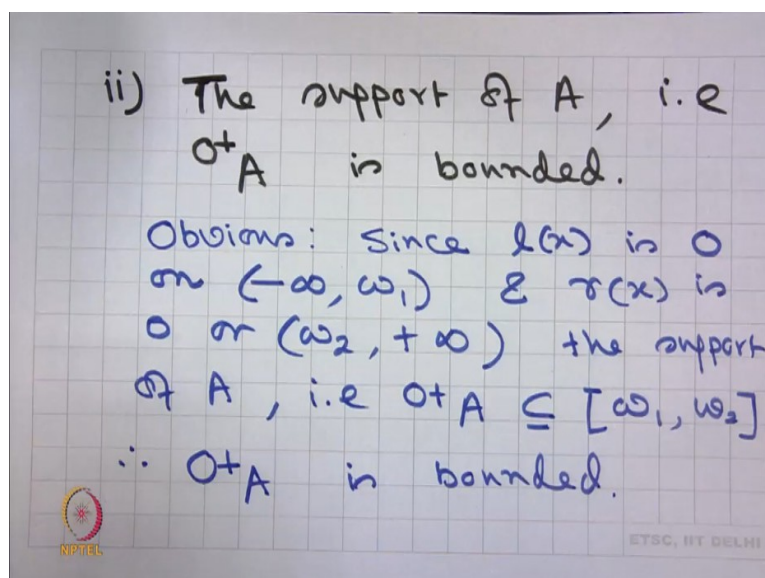 ii) The support of A, i.e
0+A is bounded.
Obvious: Since l(x) is 0
on (-∞, ω₁) & r(x) is
0 on (ω₂, +∞) the support
of A, i.e 0+A ⊆ [ω₁, ω₂]
∴ 0+A is bounded.
NPTEL
ETSC, IIT DELHI